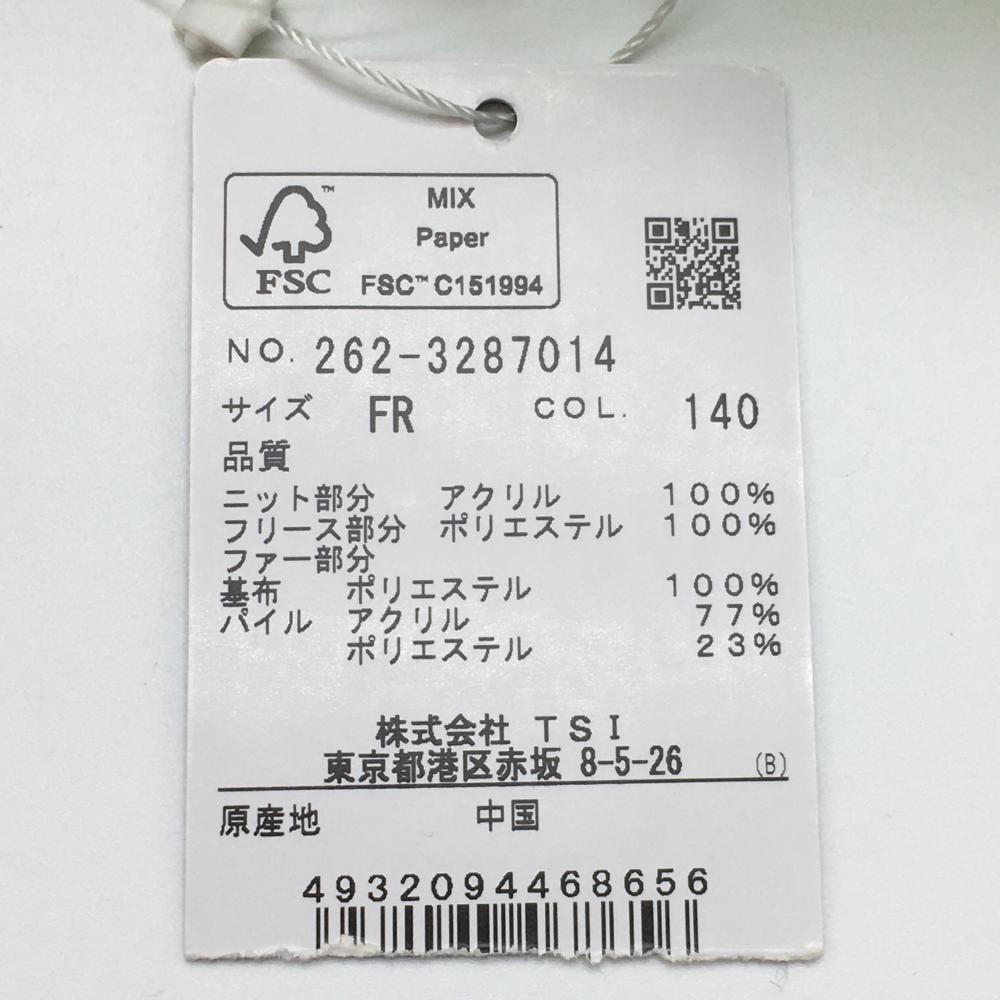 MIX
Paper
FSC™ C151994
FSC
NO. 262-3287014
サイズ FR COL. 140
品質
ニット部分 アクリル 100%
フリース部分 ポリエステル 100%
ファー部分
基布 ポリエステル 100%
パイル アクリル 77%
ポリエステル 23%
株式会社 TSI
東京都港区赤坂 8-5-26 (B)
原産地 中国
4932094468656